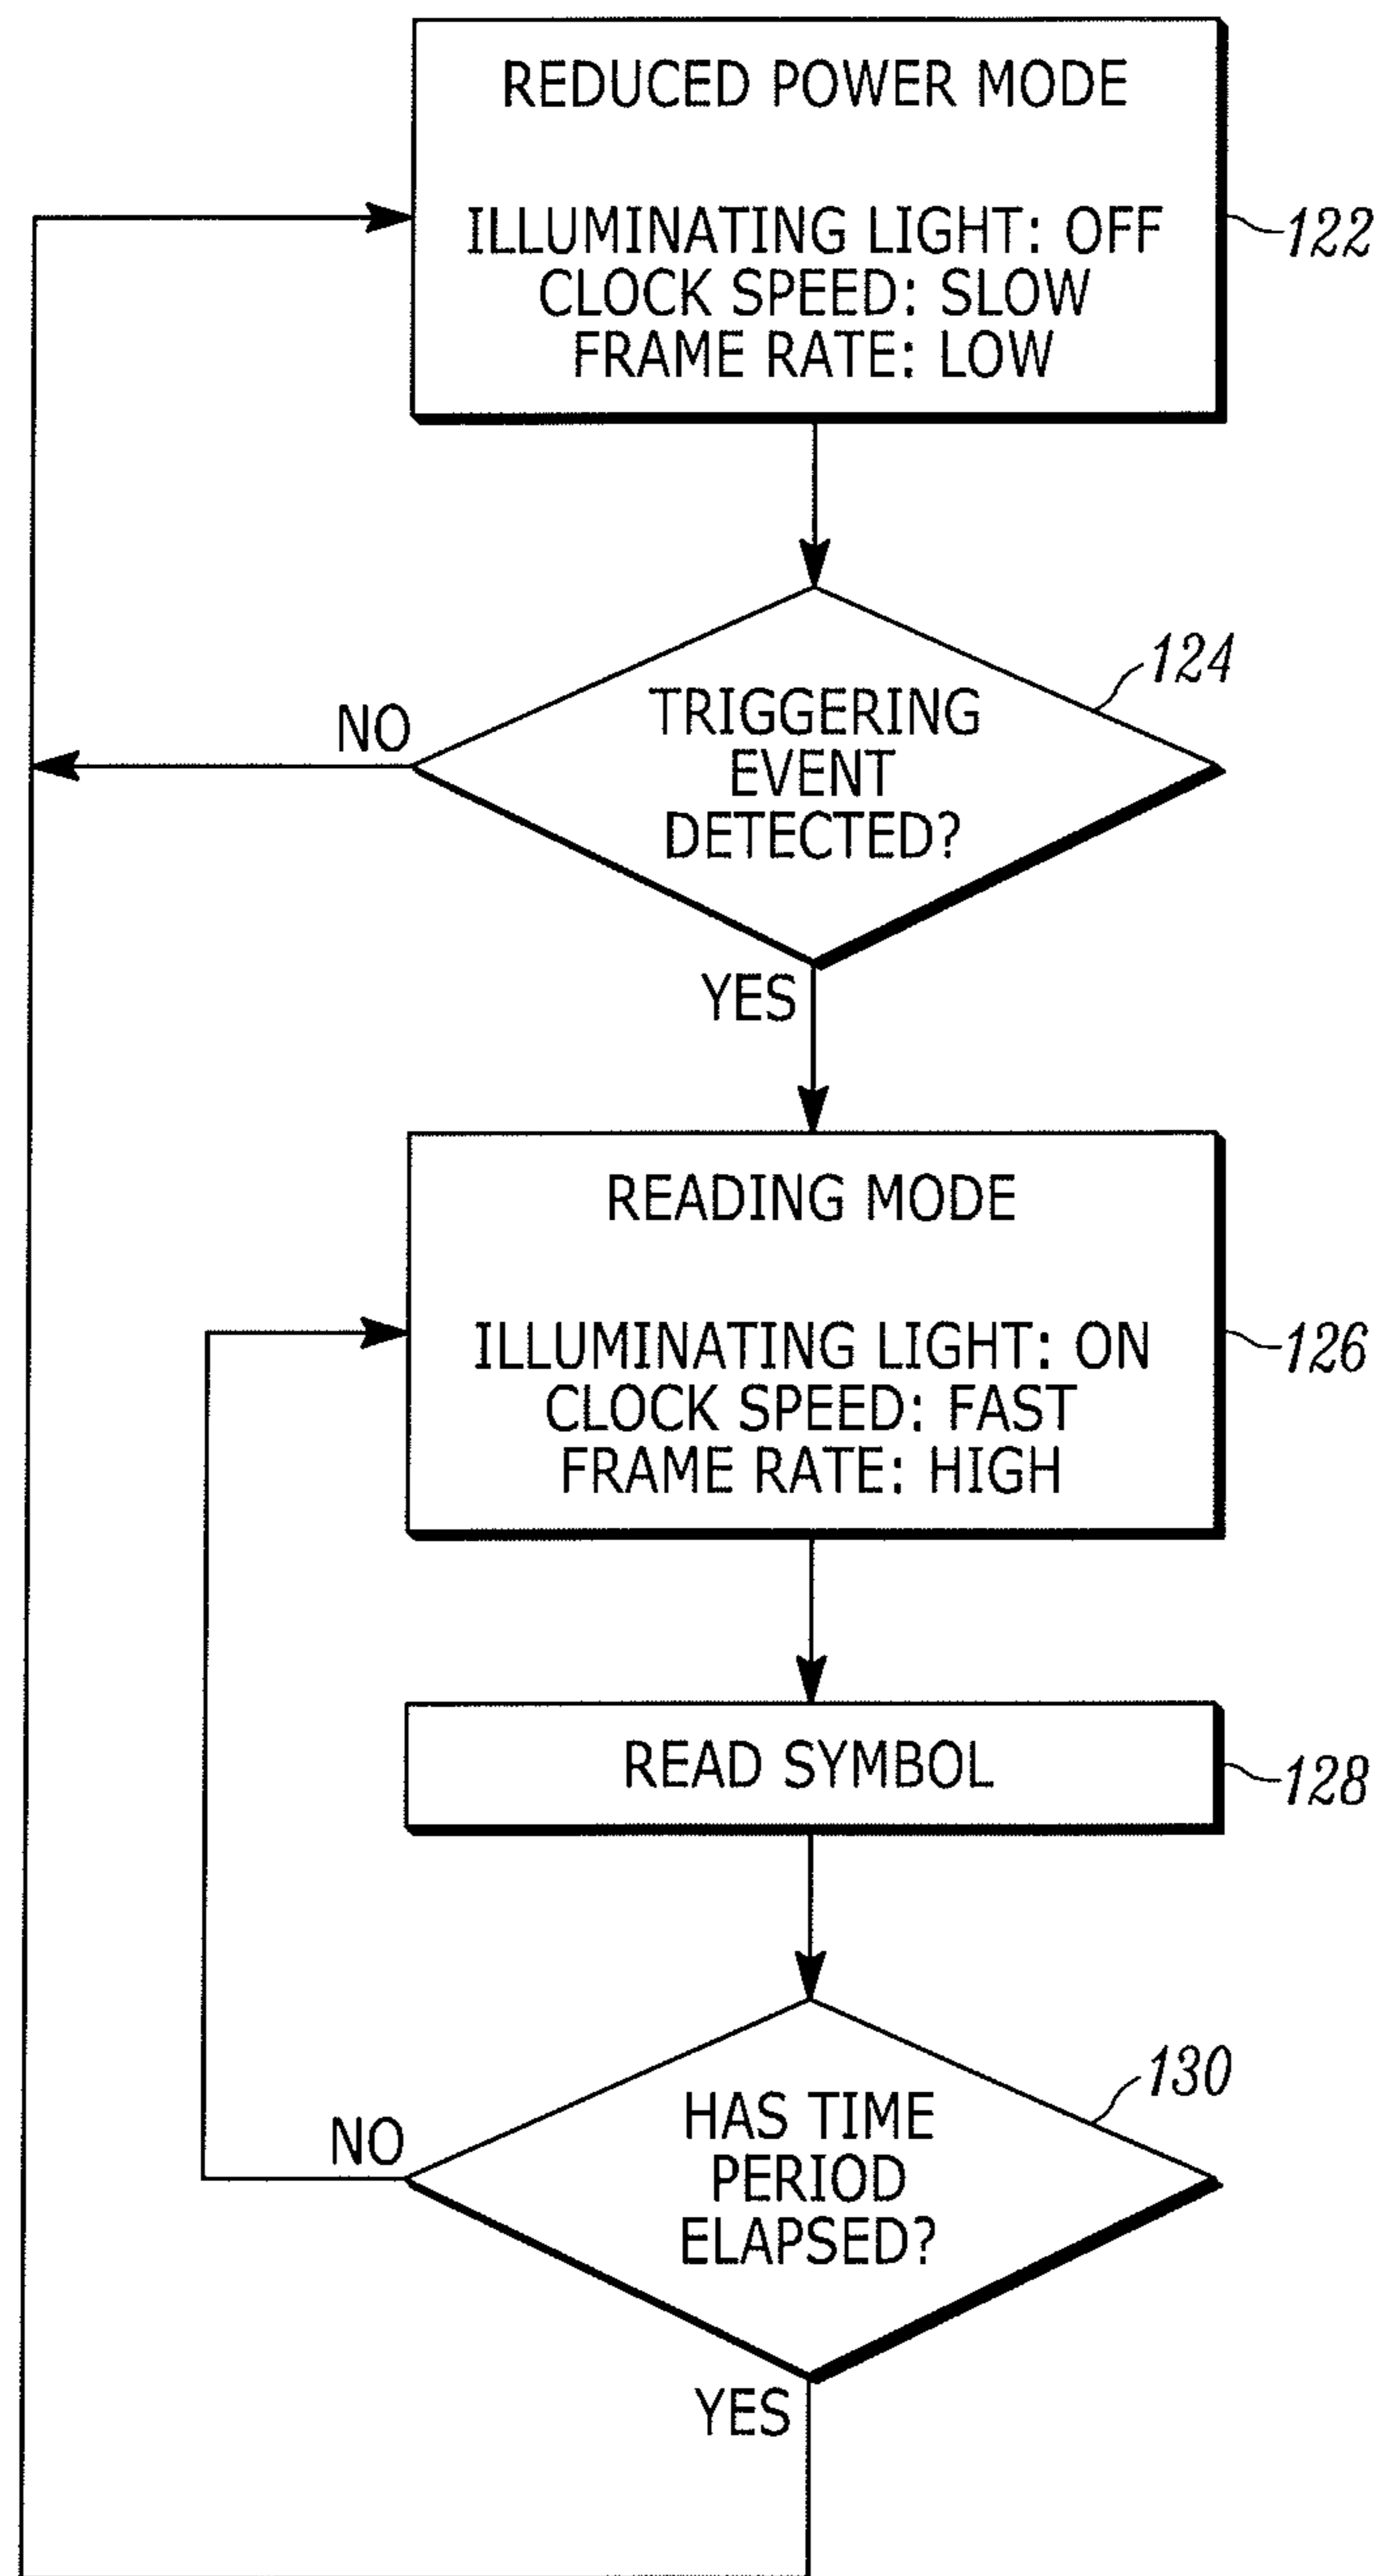 REDUCED POWER MODE
ILLUMINATING LIGHT: OFF
CLOCK SPEED: SLOW
FRAME RATE: LOW
122
124
NO
TRIGGERING
EVENT
DETECTED?
YES
READING MODE
ILLUMINATING LIGHT: ON
CLOCK SPEED: FAST
FRAME RATE: HIGH
126
READ SYMBOL
128
130
NO
HAS TIME
PERIOD
ELAPSED?
YES